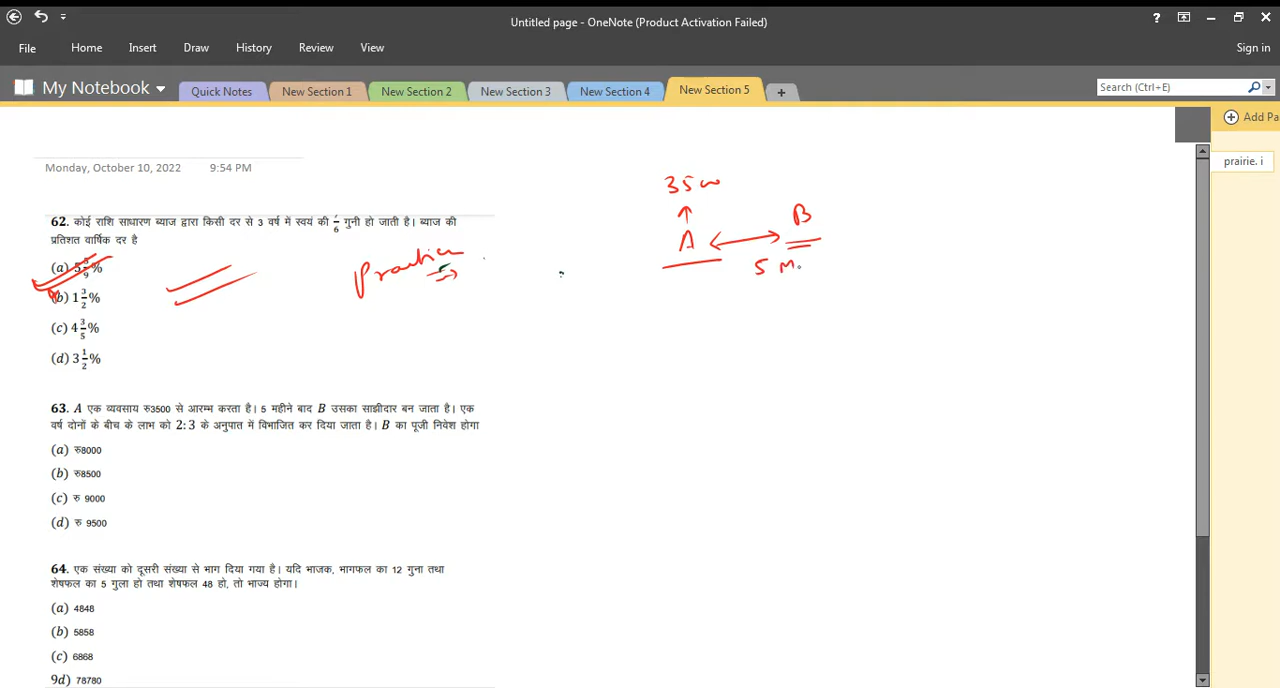 Untitled page - OneNote (Product Activation Failed)
File Home Insert Draw History Review View Sign in
My Notebook Quick Notes New Section 1 New Section 2 New Section 3 New Section 4 New Section 5 Search (Ctrl+E)
Add Pa
prairie. i
Monday, October 10, 2022 9:54 PM
62. कोई राशि साधारण ब्याज द्वारा किसी दर से 3 वर्ष में स्वयं की 7/6 गुनी हो जाती है। ब्याज की
प्रतिशत वार्षिक दर है
(a) 5 5/9 %
(b) 1 3/2 %
(c) 4 3/5 %
(d) 3 1/2 %
Practice
3500
A B
5 M.
63. A एक व्यवसाय रु3500 से आरम्भ करता है। 5 महीने बाद B उसका साझीदार बन जाता है। एक
वर्ष दोनों के बीच के लाभ को 2:3 के अनुपात में विभाजित कर दिया जाता है। B का पूजी निवेश होगा
(a) रु8000
(b) रु8500
(c) रु 9000
(d) रु 9500
64. एक संख्या को दूसरी संख्या से भाग दिया गया है। यदि भाजक, भागफल का 12 गुना तथा
शेषफल का 5 गुला हो तथा शेषफल 48 हो, तो भाज्य होगा।
(a) 4848
(b) 5858
(c) 6868
9d) 78780